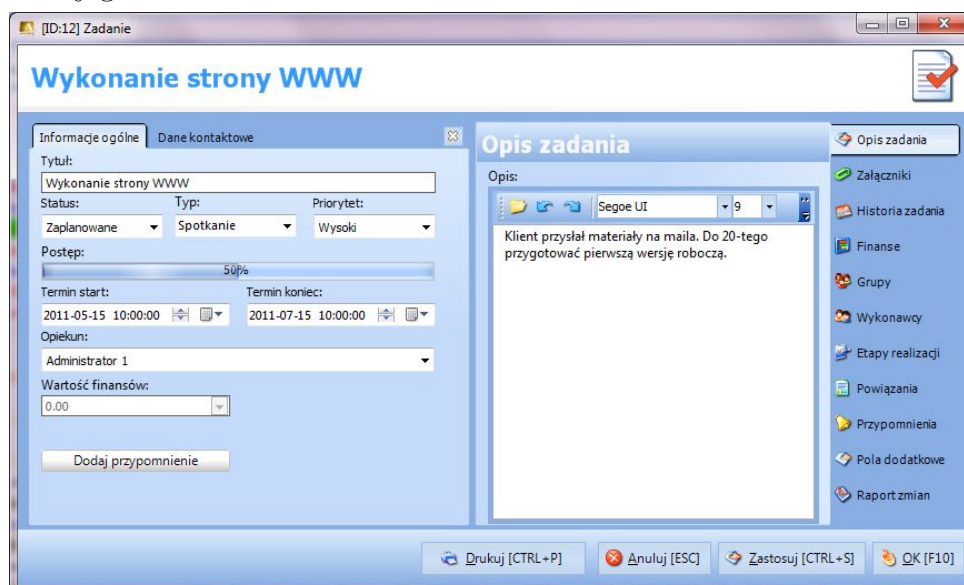 [ID:12] Zadanie
Wykonanie strony WWW
Informacje ogólne Dane kontaktowe
Tytuł:
Wykonanie strony WWW
Status: Typ: Priorytet:
Zaplanowane Spotkanie Wysoki
Postęp:
50%
Termin start: Termin koniec:
2011-05-15 10:00:00 2011-07-15 10:00:00
Opiekun:
Administrator 1
Wartość finansów:
0.00
Dodaj przypomnienie
Opis zadania
Opis:
Segoe UI 9
Klient przysłał materiały na maila. Do 20-tego
przygotować pierwszą wersję roboczą.
Opis zadania
Załączniki
Historia zadania
Finanse
Grupy
Wykonawcy
Etapy realizacji
Powiązania
Przypomnienia
Pola dodatkowe
Raport zmian
Drukuj [CTRL+P] Anuluj [ESC] Zastosuj [CTRL+S] OK [F10]